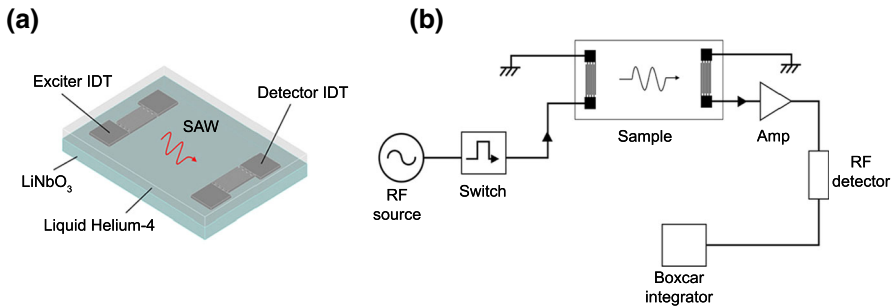 (a)
Exciter IDT
Detector IDT
SAW
LiNbO3
Liquid Helium-4
(b)
Sample
Amp
RF
source
Switch
RF
detector
Boxcar
integrator